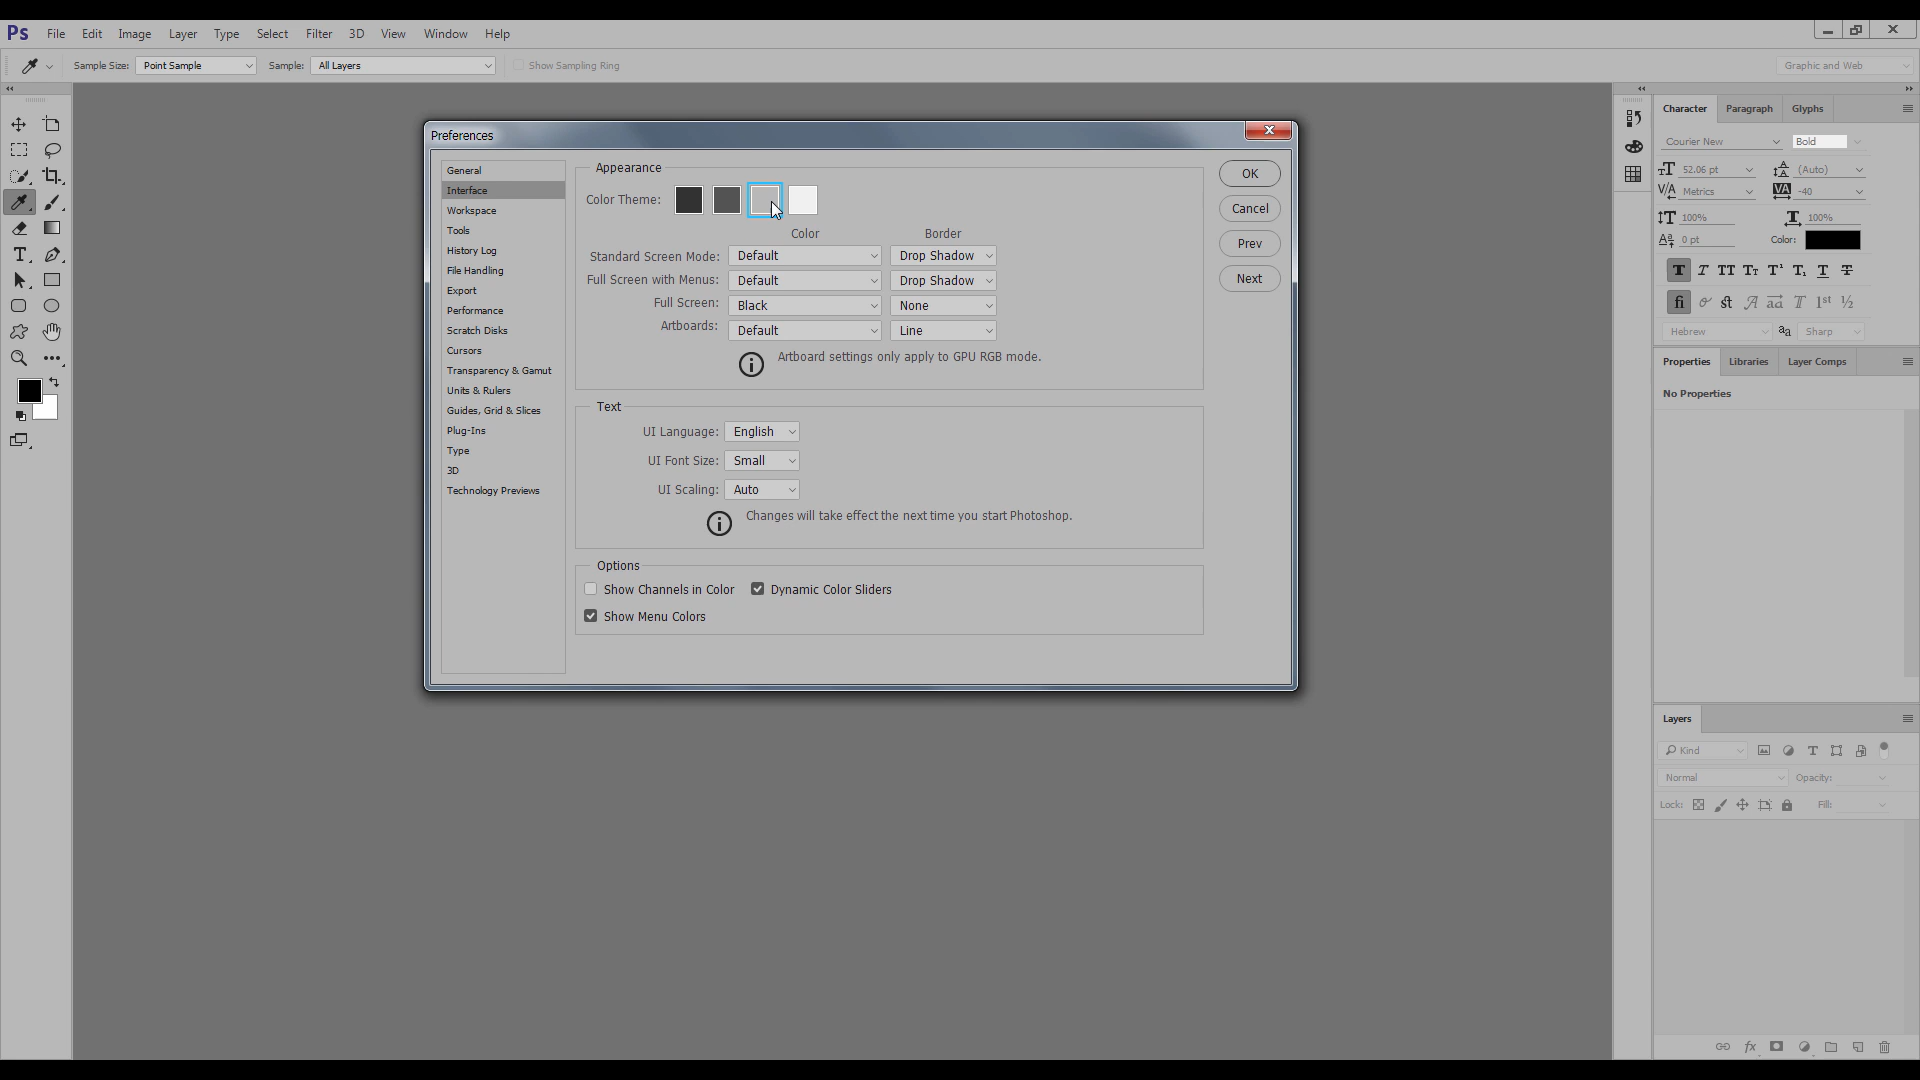 Ps File Edit Image Layer Type Select Filter 3D View Window Help
Sample Size: Point Sample Sample: All Layers Show Sampling Ring Graphic and Web
Preferences
General
Interface
Workspace
Tools
History Log
File Handling
Export
Performance
Scratch Disks
Cursors
Transparency & Gamut
Units & Rulers
Guides, Grid & Slices
Plug-Ins
Type
3D
Technology Previews
Appearance
Color Theme:
Color Border
Standard Screen Mode: Default Drop Shadow
Full Screen with Menus: Default Drop Shadow
Full Screen: Black None
Artboards: Default Line
Artboard settings only apply to GPU RGB mode.
Text
UI Language: English
UI Font Size: Small
UI Scaling: Auto
Changes will take effect the next time you start Photoshop.
Options
Show Channels in Color Dynamic Color Sliders
Show Menu Colors
OK
Cancel
Prev
Next
Character Paragraph Glyphs
Courier New Bold
52.06 pt (Auto)
Metrics -40
100% 100%
0 pt Color:
Hebrew aa Sharp
Properties Libraries Layer Comps
No Properties
Layers
Kind
Normal Opacity:
Lock: Fill:
fx